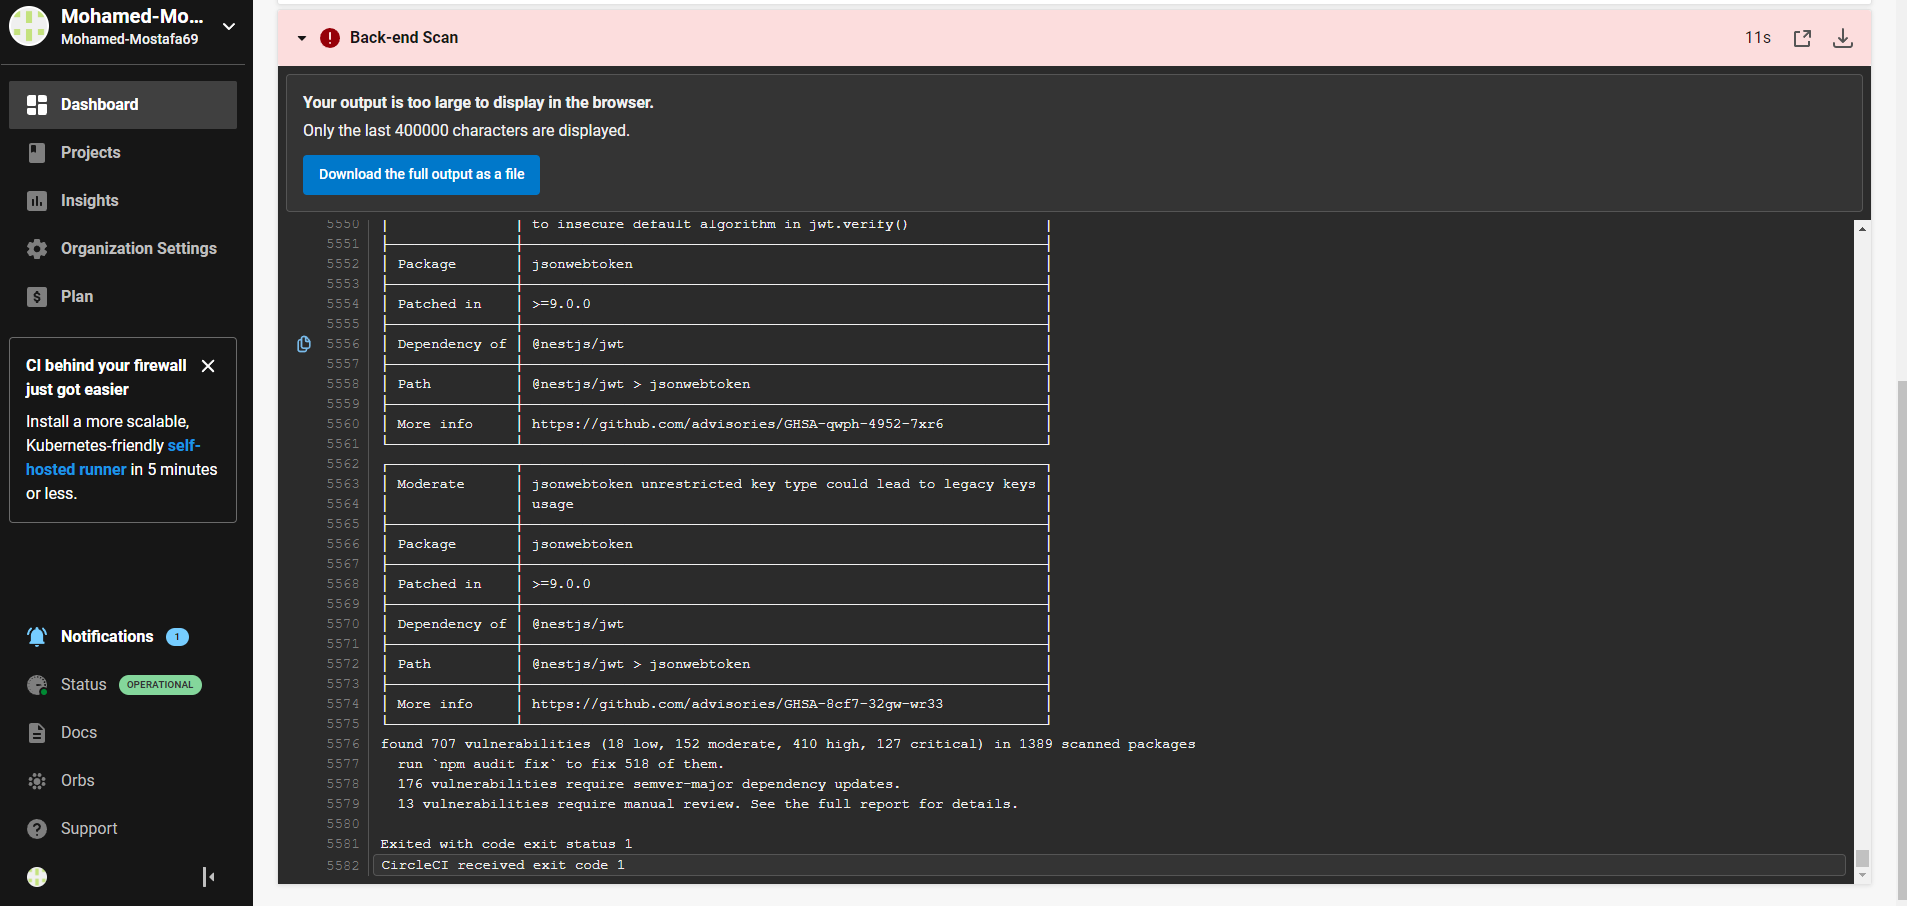 Mohamed-Mo...
Mohamed-Mostafa69
Dashboard
Projects
Insights
Organization Settings
Plan
CI behind your firewall
just got easier
Install a more scalable,
Kubernetes-friendly self-
hosted runner in 5 minutes
or less.
Notifications 1
Status OPERATIONAL
Docs
Orbs
Support
Back-end Scan
11s
Your output is too large to display in the browser.
Only the last 400000 characters are displayed.
Download the full output as a file
5550 to insecure default algorithm in jwt.verify()
5551
5552 Package jsonwebtoken
5553
5554 Patched in >=9.0.0
5555
5556 Dependency of @nestjs/jwt
5557
5558 Path @nestjs/jwt > jsonwebtoken
5559
5560 More info https://github.com/advisories/GHSA-qwph-4952-7xr6
5561
5562
5563 Moderate jsonwebtoken unrestricted key type could lead to legacy keys
5564 usage
5565
5566 Package jsonwebtoken
5567
5568 Patched in >=9.0.0
5569
5570 Dependency of @nestjs/jwt
5571
5572 Path @nestjs/jwt > jsonwebtoken
5573
5574 More info https://github.com/advisories/GHSA-8cf7-32gw-wr33
5575
5576 found 707 vulnerabilities (18 low, 152 moderate, 410 high, 127 critical) in 1389 scanned packages
5577 run `npm audit fix` to fix 518 of them.
5578 176 vulnerabilities require semver-major dependency updates.
5579 13 vulnerabilities require manual review. See the full report for details.
5580
5581 Exited with code exit status 1
5582 CircleCI received exit code 1